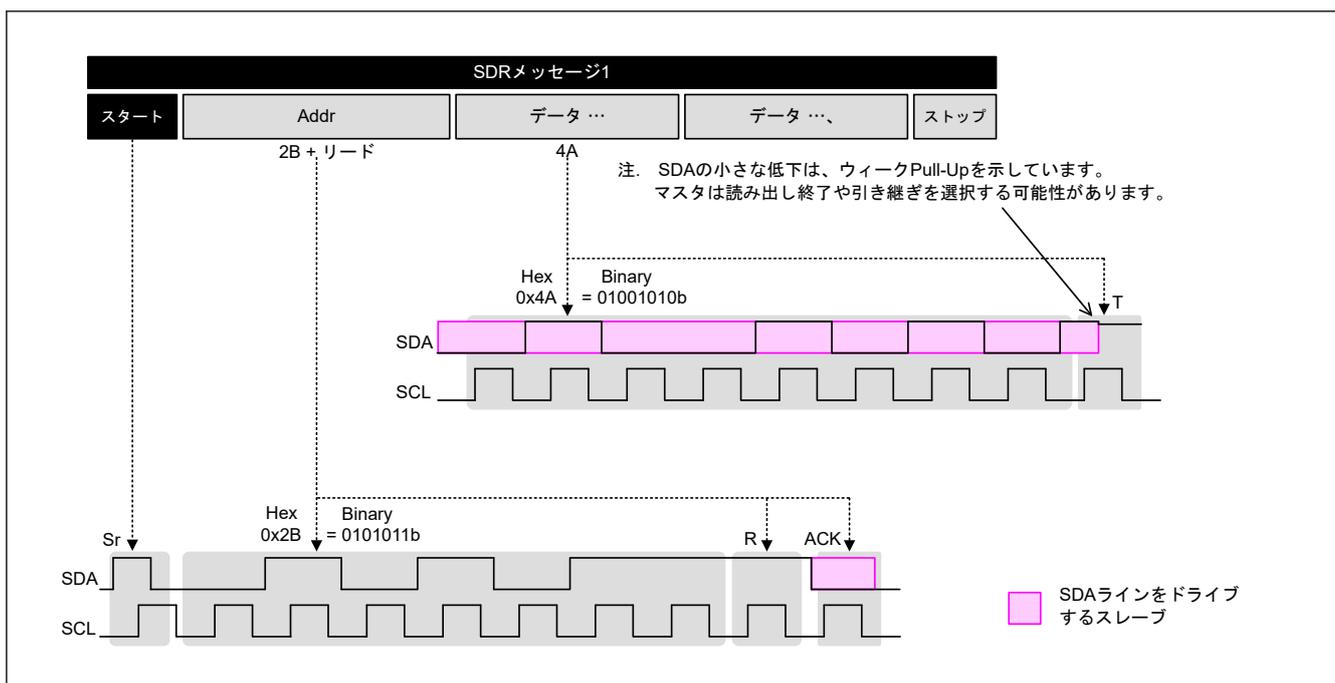 SDRメッセージ1
スタート
Addr
データ …
データ …、
ストップ
2B + リード
4A
注. SDAの小さな低下は、ウィークPull-Upを示しています。
マスタは読み出し終了や引き継ぎを選択する可能性があります。
Hex
0x4A
Binary
= 01001010b
T
SDA
SCL
Hex
0x2B
Binary
= 0101011b
Sr
R
ACK
SDA
SCL
SDAラインをドライブ
するスレーブ